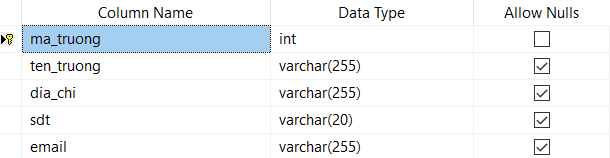 Column Name Data Type Allow Nulls
ma_truong int
ten_truong varchar(255)
dia_chi varchar(255)
sdt varchar(20)
email varchar(255)